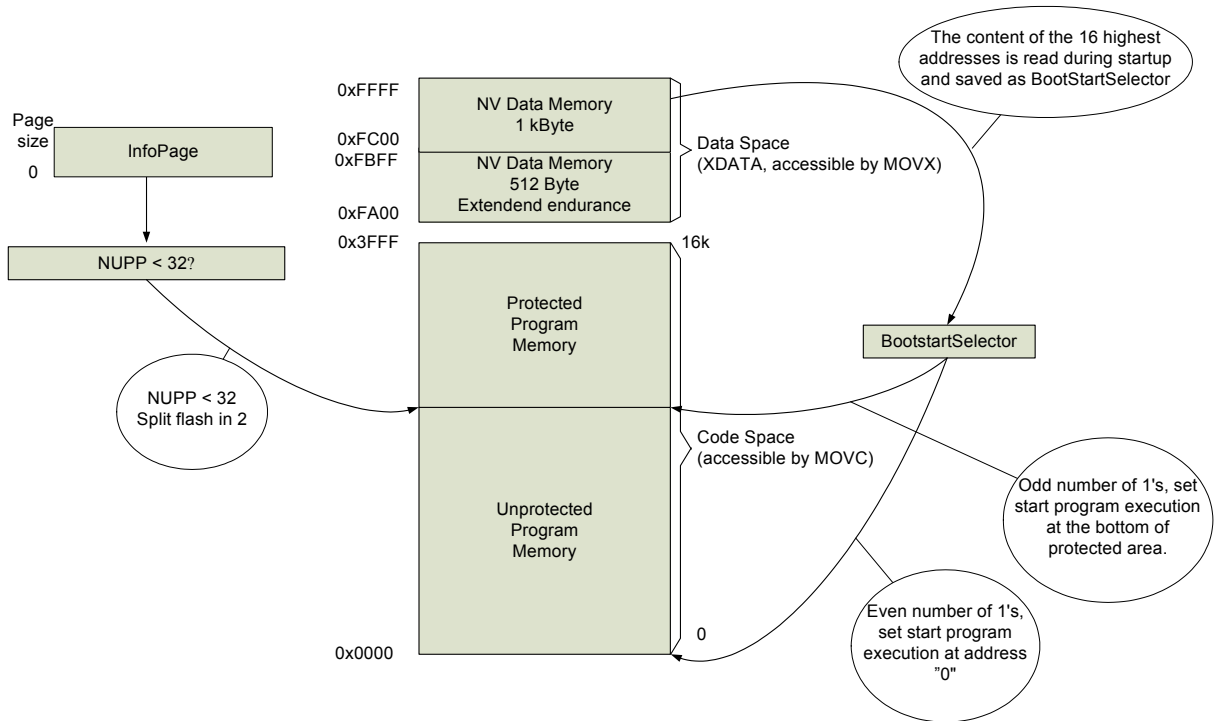 The content of the 16 highest
addresses is read during startup
and saved as BootStartSelector
0xFFFF
NV Data Memory
1 kByte
Page
size
0
InfoPage
0xFC00
0xFBFF
NV Data Memory
512 Byte
Extendend endurance
0xFA00
Data Space
(XDATA, accessible by MOVX)
0x3FFF
16k
NUPP < 32?
Protected
Program
Memory
BootstartSelector
NUPP < 32
Split flash in 2
Code Space
(accessible by MOVC)
Unprotected
Program
Memory
Odd number of 1's, set
start program execution
at the bottom of
protected area.
Even number of 1's,
set start program
execution at address
”0"
0
0x0000